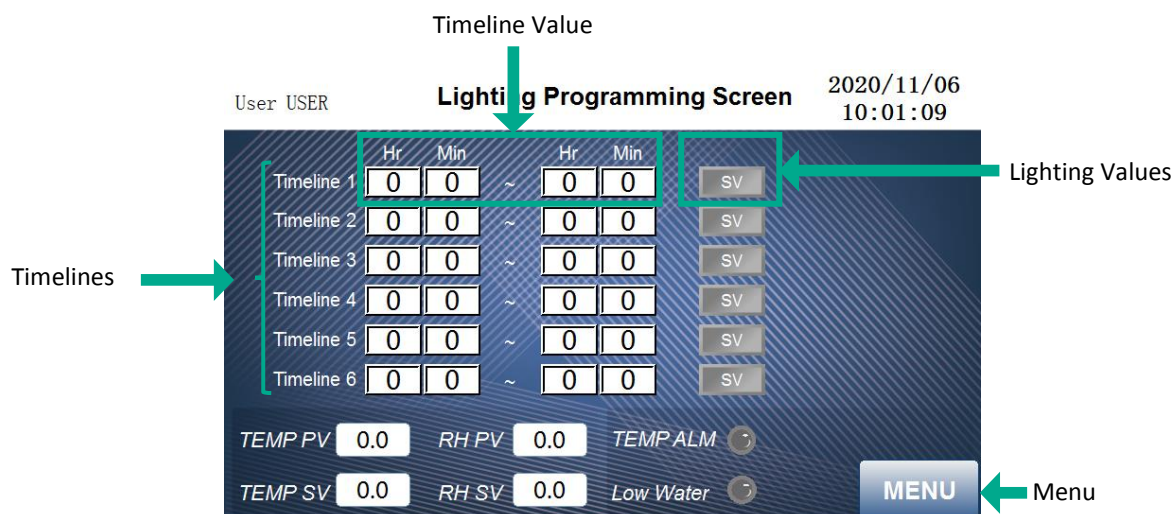 Timeline Value
User USER
Lighting Programming Screen
2020/11/06
10:01:09
Hr Min Hr Min
Timeline 1 0 0 ~ 0 0 SV
Lighting Values
Timeline 2 0 0 ~ 0 0 SV
Timeline 3 0 0 ~ 0 0 SV
Timelines
Timeline 4 0 0 ~ 0 0 SV
Timeline 5 0 0 ~ 0 0 SV
Timeline 6 0 0 ~ 0 0 SV
TEMP PV 0.0 RH PV 0.0 TEMP ALM
TEMP SV 0.0 RH SV 0.0 Low Water MENU
Menu